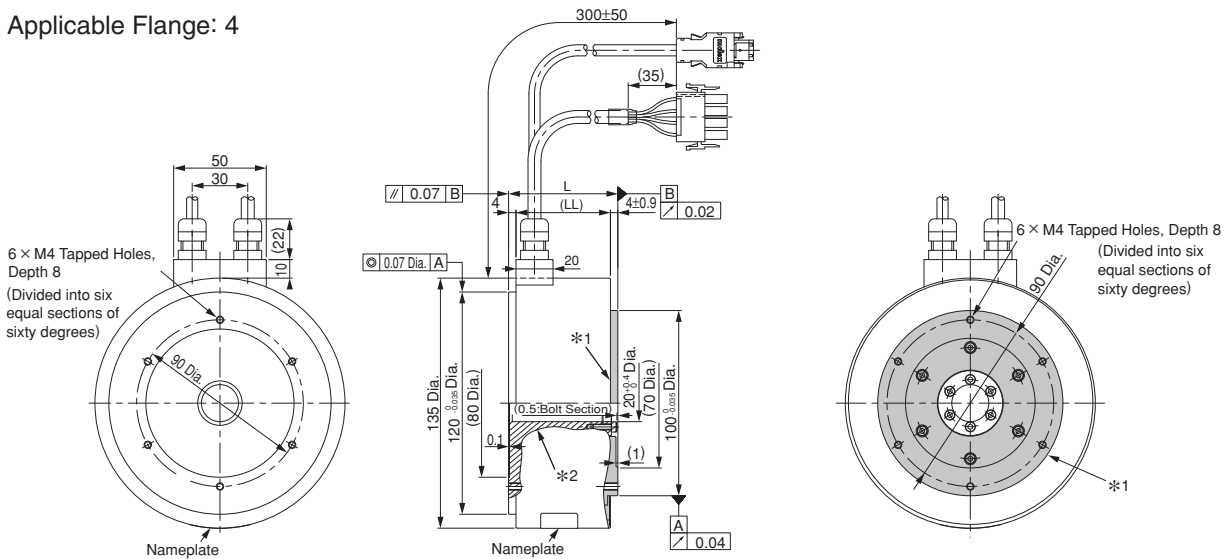 Applicable Flange: 4
300±50
(35)
50
30
(22)
10
6 × M4 Tapped Holes,
Depth 8
(Divided into six
equal sections of
sixty degrees)
90 Dia.
Nameplate
// 0.07 B
L
B
4
(LL)
4±0.9
↗ 0.02
◎ 0.07 Dia. A
20
*1
135 Dia.
120 0 -0.035 Dia.
(80 Dia.)
(0.5:Bolt Section)
20 +0.4 0 Dia.
(70 Dia.)
100 0 -0.035 Dia.
0.1
(1)
*2
A
↗ 0.04
Nameplate
6 × M4 Tapped Holes, Depth 8
(Divided into six
equal sections of
sixty degrees)
90 Dia.
*1